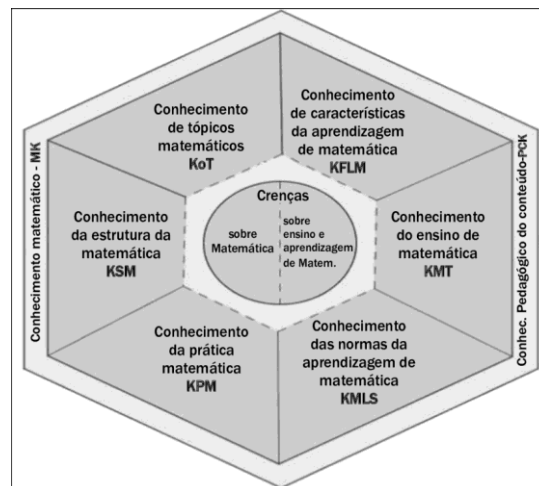 Conhecimento
de tópicos
matemáticos
KoT
Conhecimento
de características
da aprendizagem
de matemática
KFLM
Conhecimento matemático - MK
Conhecimento
da estrutura da
matemática
KSM
Crenças
sobre
Matemática
sobre
ensino e
aprendizagem
de Matem.
Conhecimento
do ensino de
matemática
KMT
Conhec. Pedagógico do conteúdo-PCK
Conhecimento
da prática
matemática
KPM
Conhecimento
das normas da
aprendizagem de
matemática
KMLS